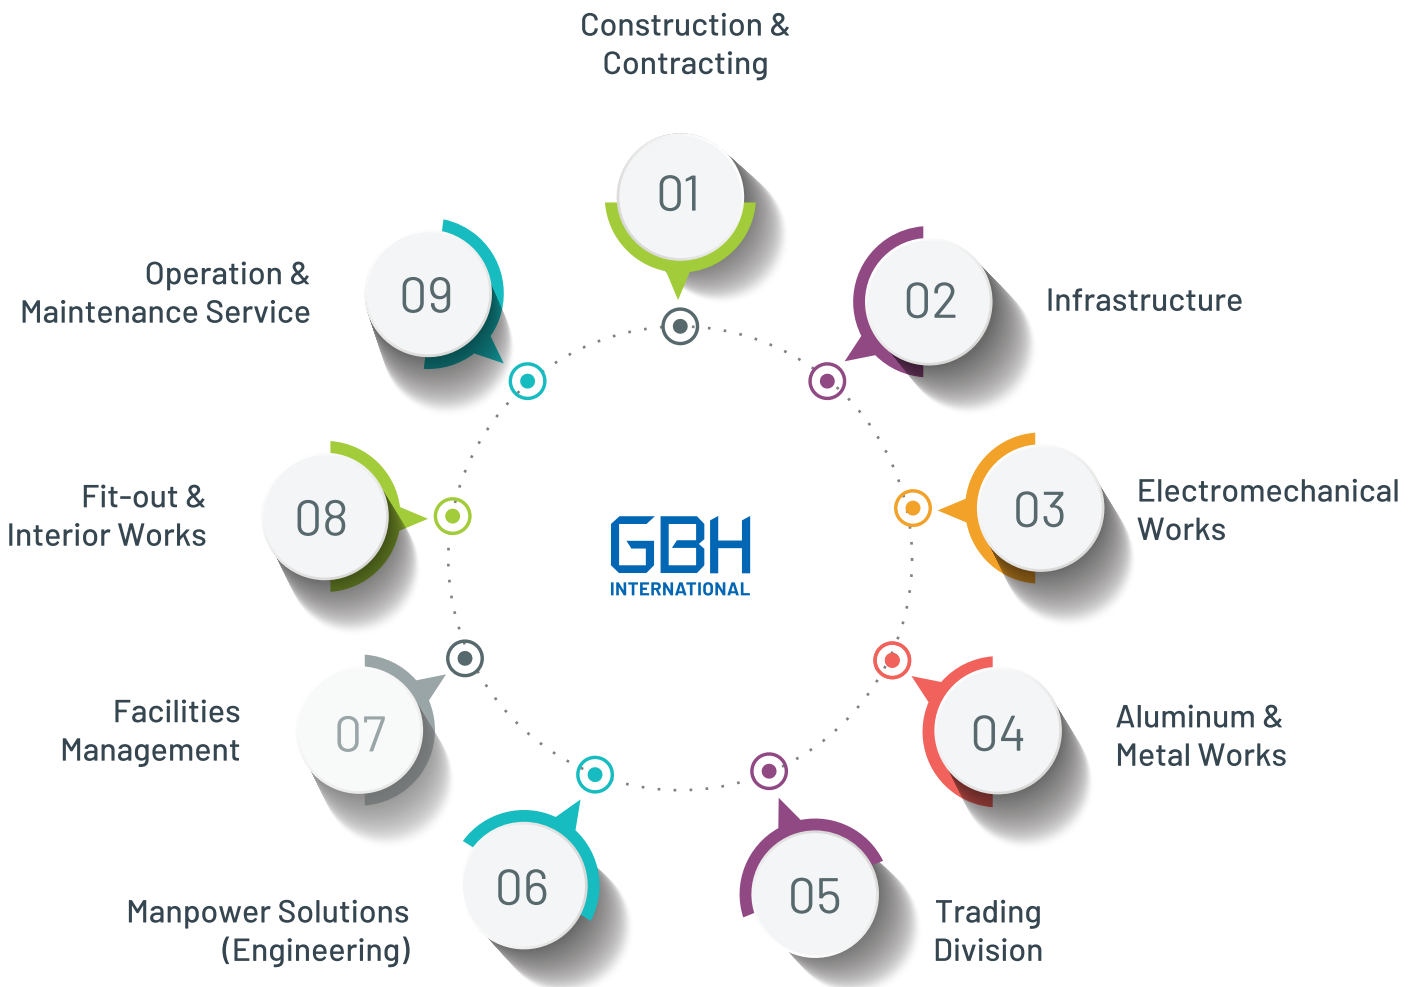 Construction &
Contracting
01
02
Infrastructure
03
Electromechanical
Works
04
Aluminum &
Metal Works
05
Trading
Division
06
Manpower Solutions
(Engineering)
07
Facilities
Management
08
Fit-out &
Interior Works
09
Operation &
Maintenance Service
GBH
INTERNATIONAL